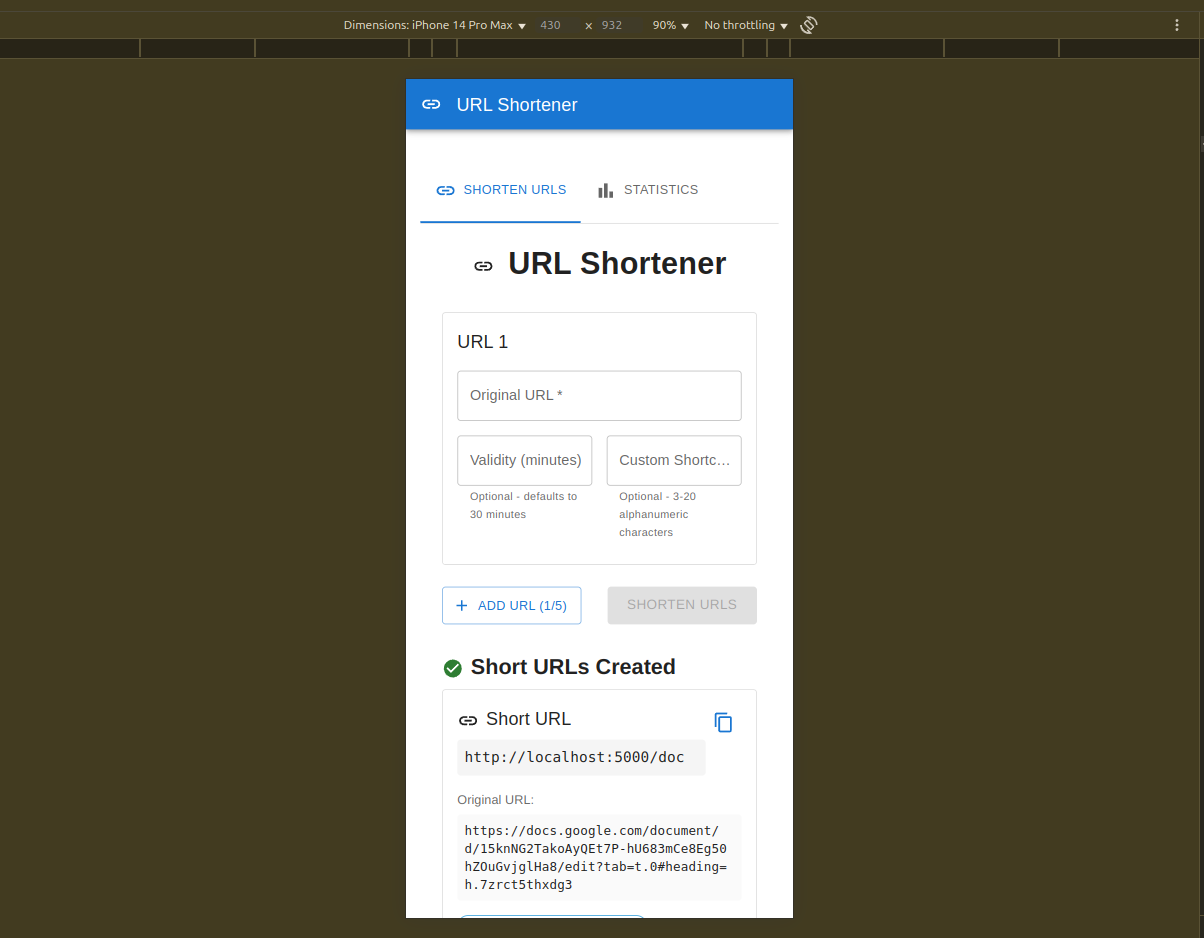 Dimensions: iPhone 14 Pro Max 430 × 932 90% No throttling
URL Shortener
SHORTEN URLS STATISTICS
URL Shortener
URL 1
Original URL *
Validity (minutes) Custom Shortc…
Optional - defaults to
30 minutes
Optional - 3-20
alphanumeric
characters
ADD URL (1/5) SHORTEN URLS
Short URLs Created
Short URL
http://localhost:5000/doc
Original URL:
https://docs.google.com/document/
d/15knNG2TakoAyQEt7P-hU683mCe8Eg50
hZOuGvjglHa8/edit?tab=t.0#heading=
h.7zrct5thxdg3